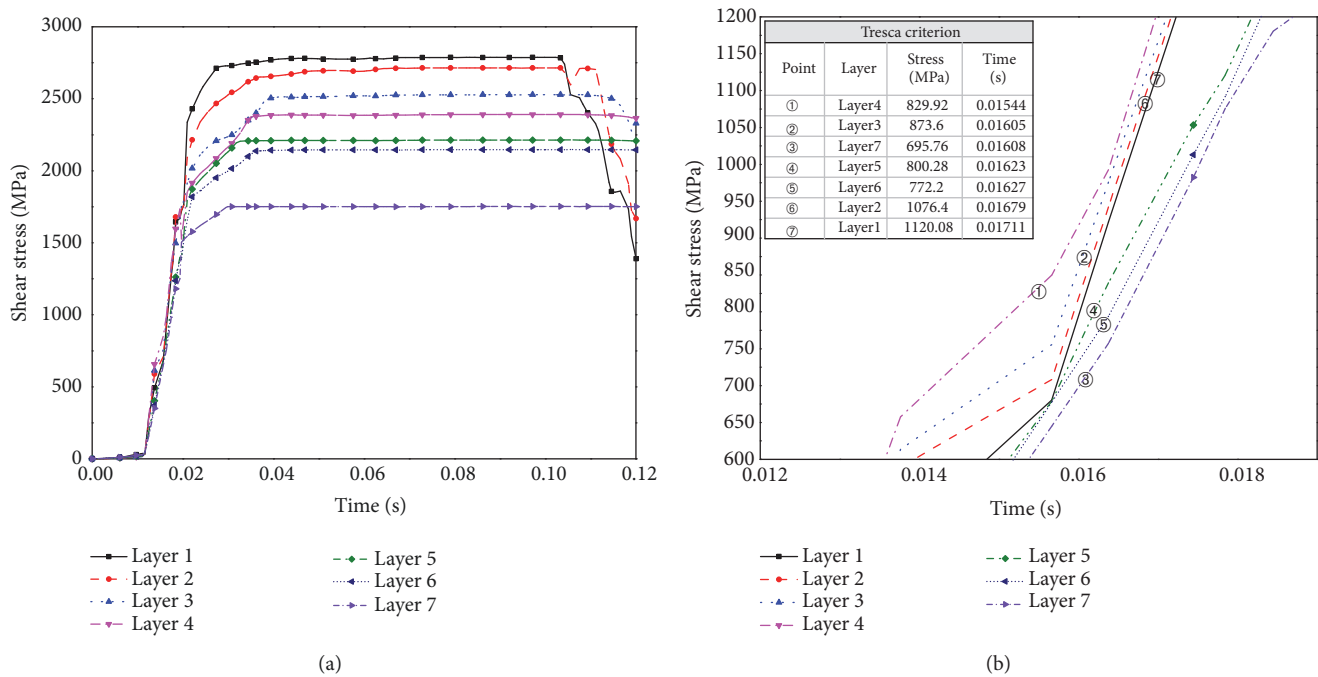 3000
2500
2000
1500
1000
500
0
Shear stress (MPa)
0.00
0.02
0.04
0.06
0.08
0.10
0.12
Time (s)
Layer 1
Layer 2
Layer 3
Layer 4
Layer 5
Layer 6
Layer 7
(a)
1200
1150
1100
1050
1000
950
900
850
800
750
700
650
600
Shear stress (MPa)
Tresca criterion
Point Layer Stress (MPa) Time (s)
① Layer4 829.92 0.01544
② Layer3 873.6 0.01605
③ Layer7 695.76 0.01608
④ Layer5 800.28 0.01623
⑤ Layer6 772.2 0.01627
⑥ Layer2 1076.4 0.01679
⑦ Layer1 1120.08 0.01711
⑦
⑥
②
①
④
⑤
③
0.012
0.014
0.016
0.018
Time (s)
Layer 1
Layer 2
Layer 3
Layer 4
Layer 5
Layer 6
Layer 7
(b)